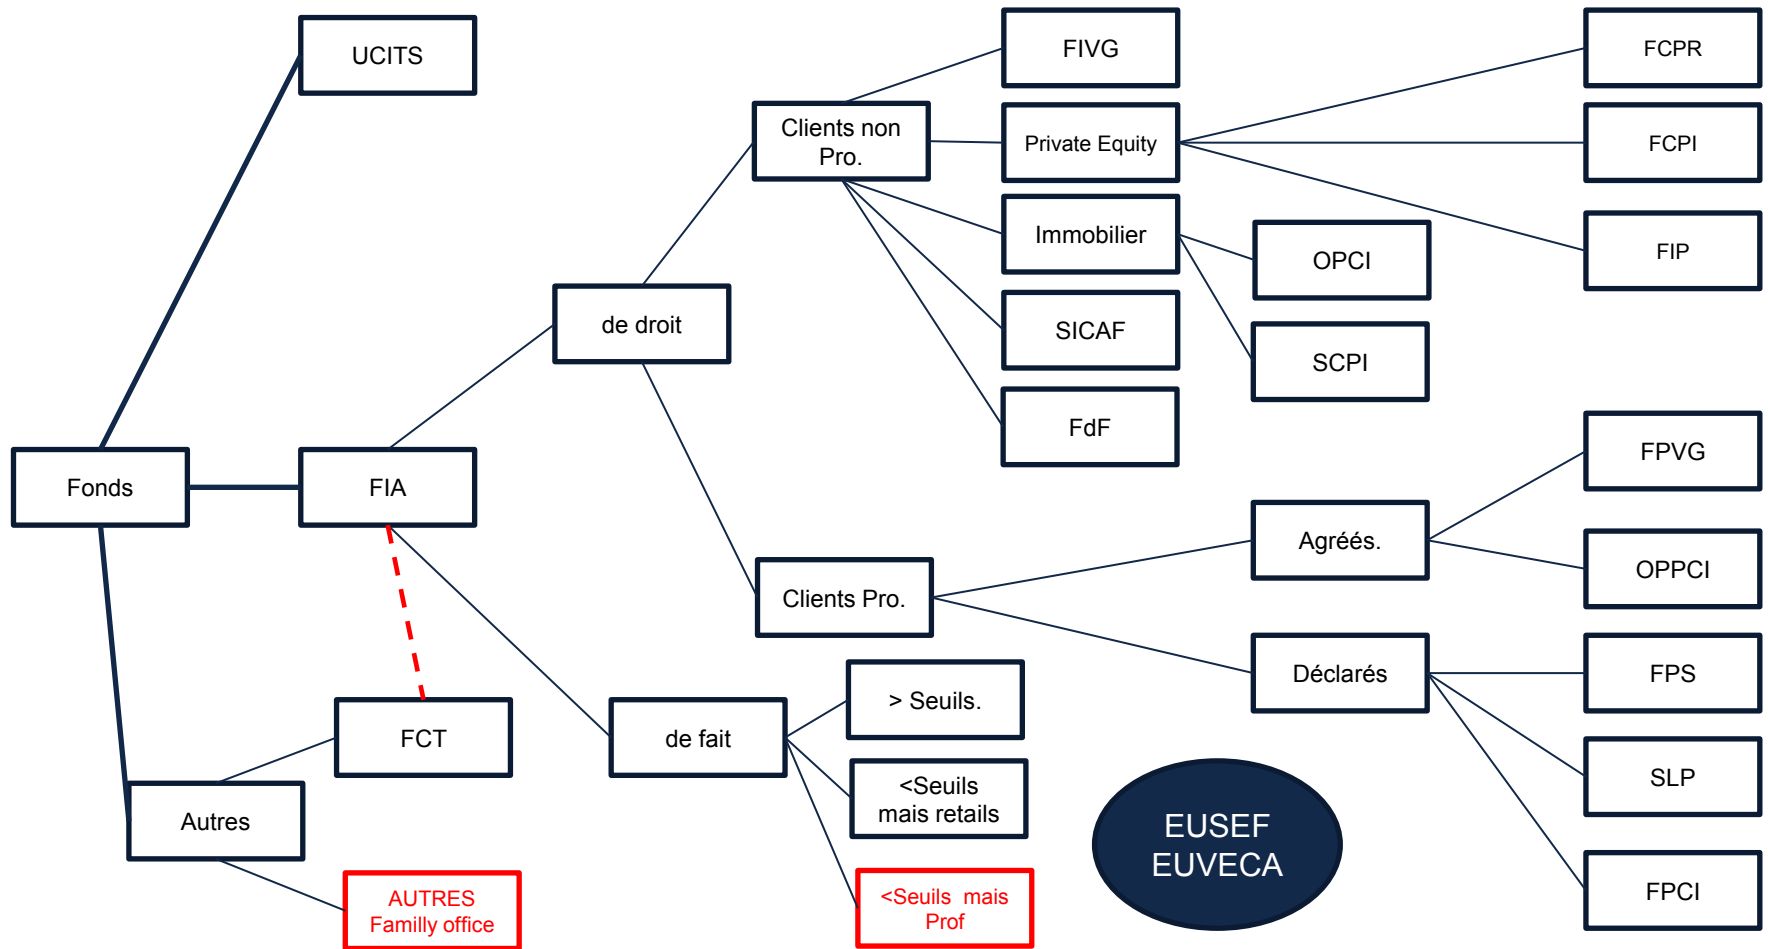 UCITS
FIVG
FCPR
Clients non
Pro.
Private Equity
FCPI
Immobilier
OPCI
FIP
de droit
SICAF
SCPI
FdF
FPVG
Fonds
FIA
Agréés.
OPPCI
Clients Pro.
Déclarés
FPS
> Seuils.
FCT
de fait
<Seuils
mais retails
SLP
Autres
EUSEF
EUVECA
AUTRES
Familly office
<Seuils mais
Prof
FPCI